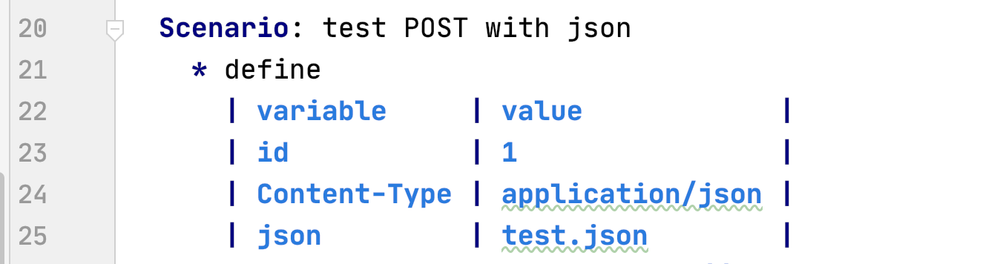 20 Scenario: test POST with json
21 * define
22 | variable | value |
23 | id | 1 |
24 | Content-Type | application/json |
25 | json | test.json |